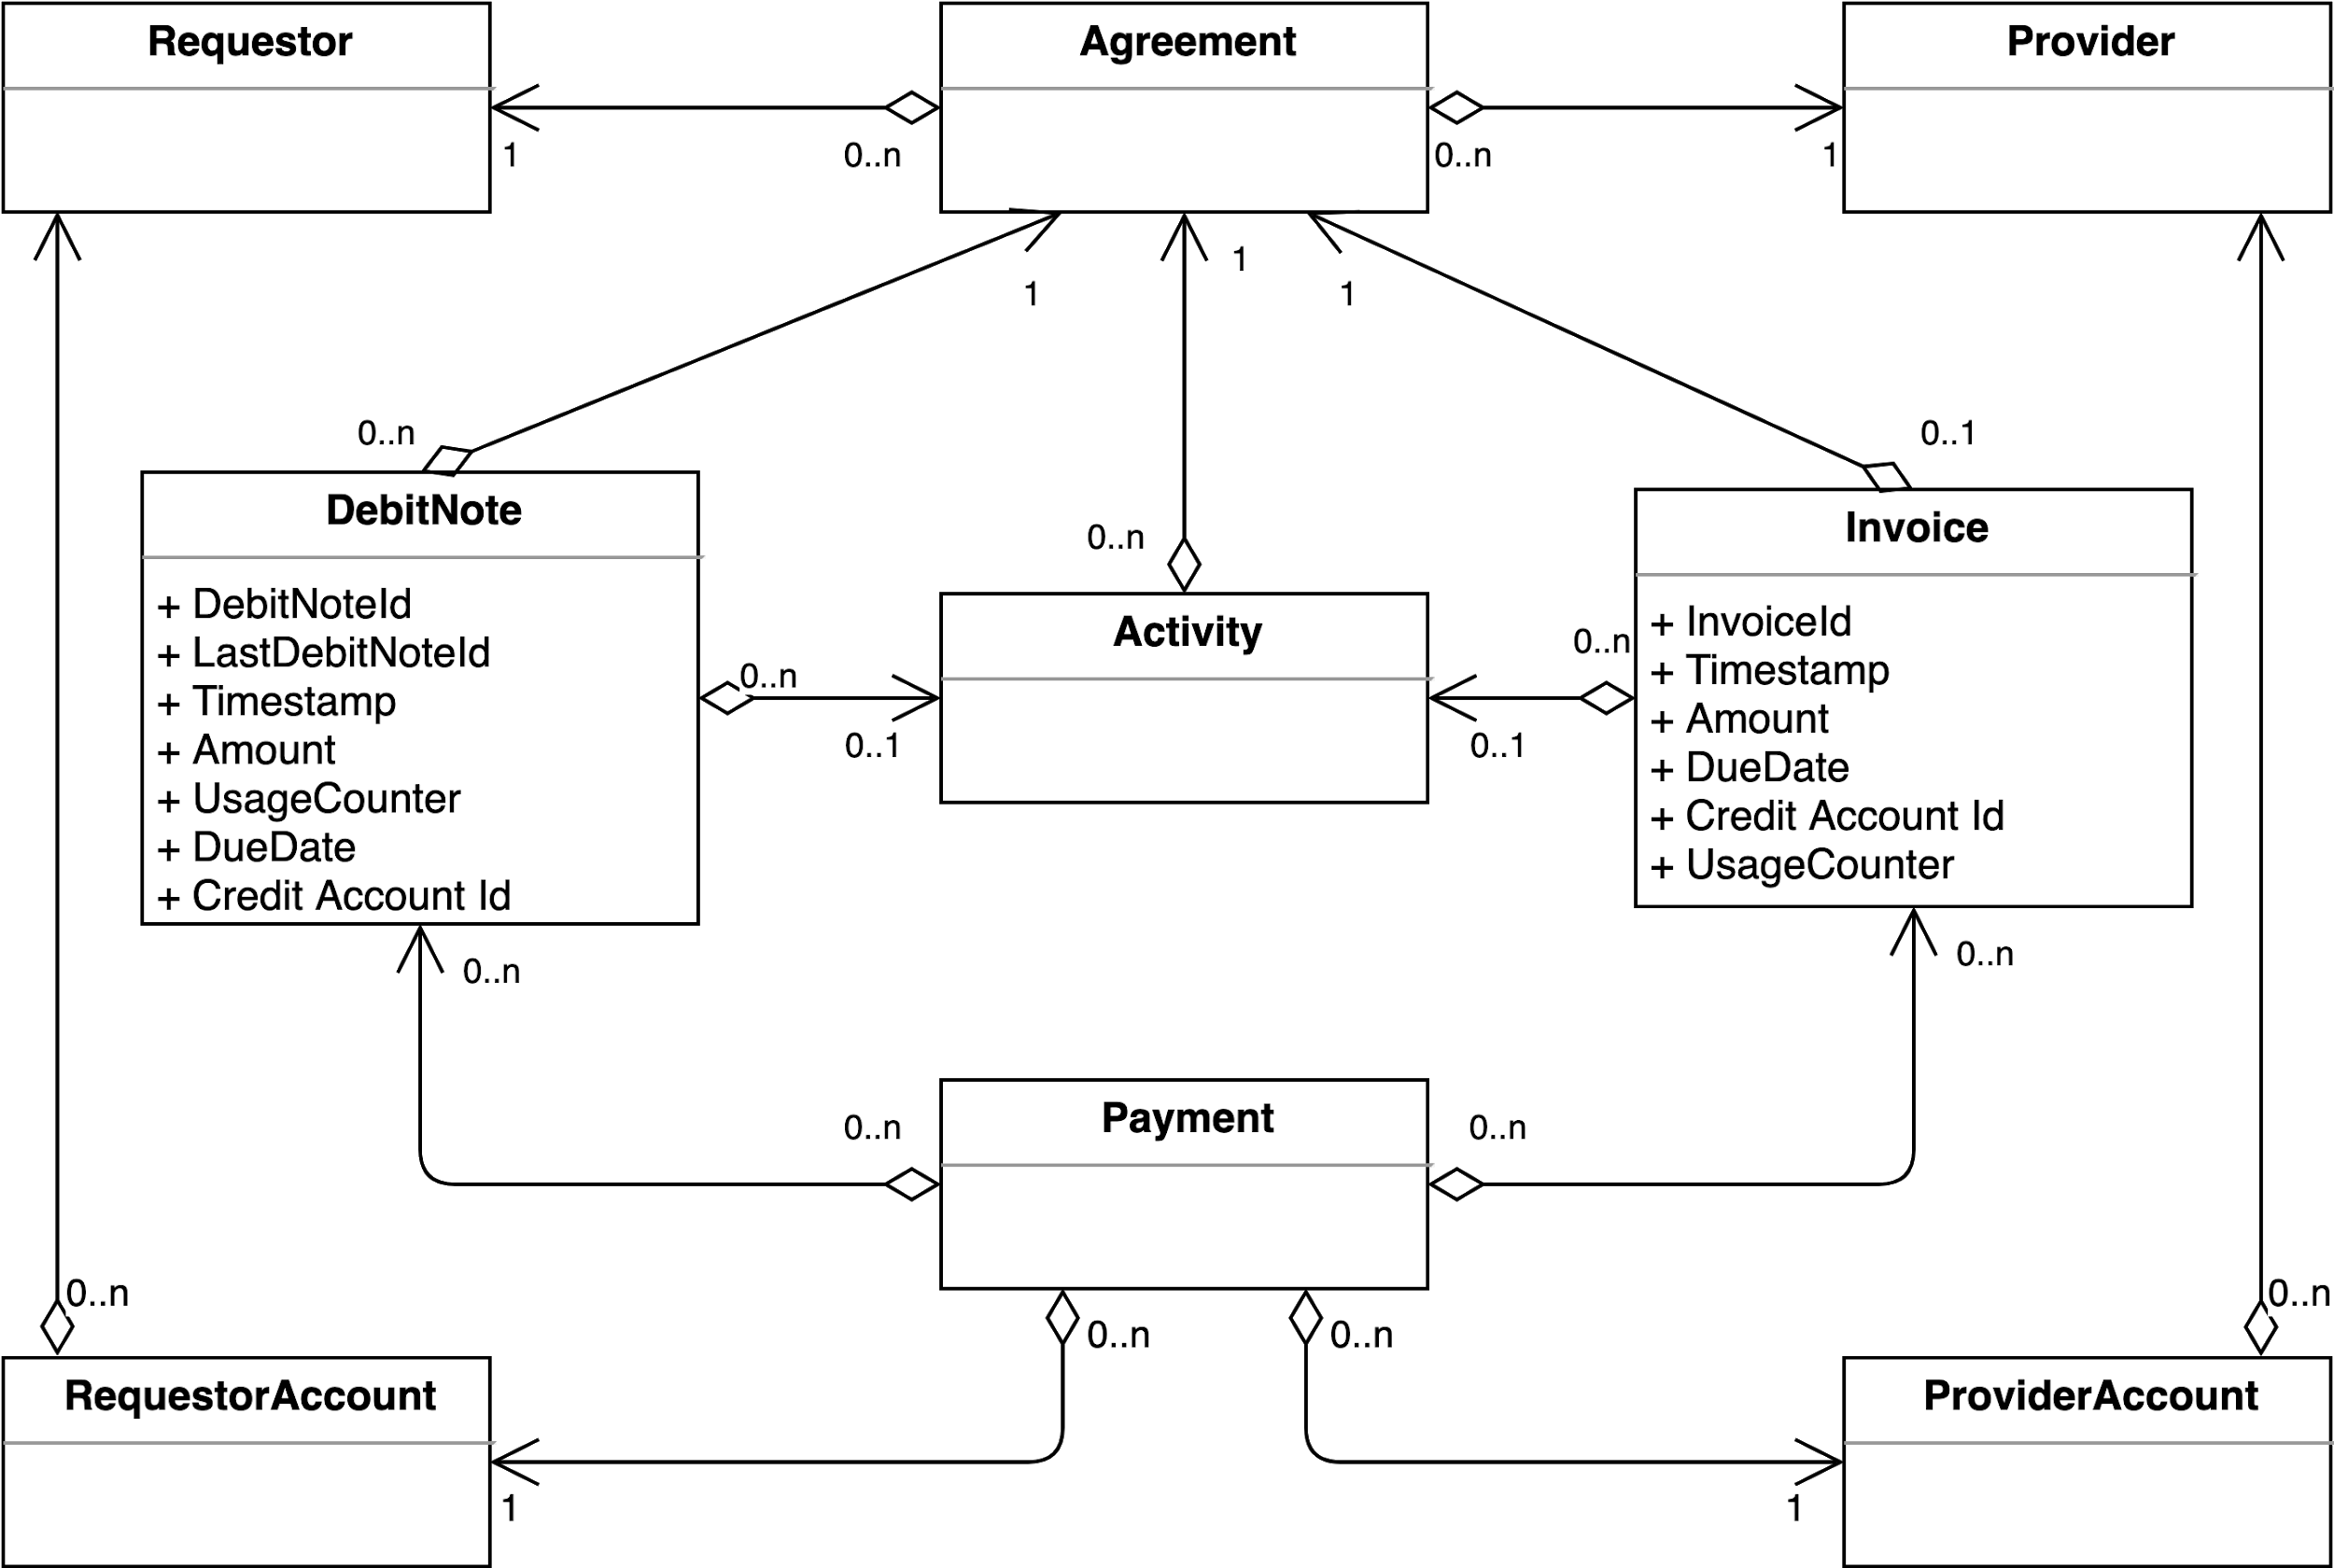 Requestor
Agreement
Provider
1
0..n
0..n
1
1
1
1
0..n
0..1
DebitNote
+ DebitNoteId
+ LastDebitNoteId
+ Timestamp
+ Amount
+ UsageCounter
+ DueDate
+ Credit Account Id
0..n
0..n
0..1
Activity
0..n
0..1
Invoice
+ InvoiceId
+ Timestamp
+ Amount
+ DueDate
+ Credit Account Id
+ UsageCounter
0..n
0..n
0..n
Payment
0..n
0..n
0..n
0..n
0..n
RequestorAccount
ProviderAccount
1
1